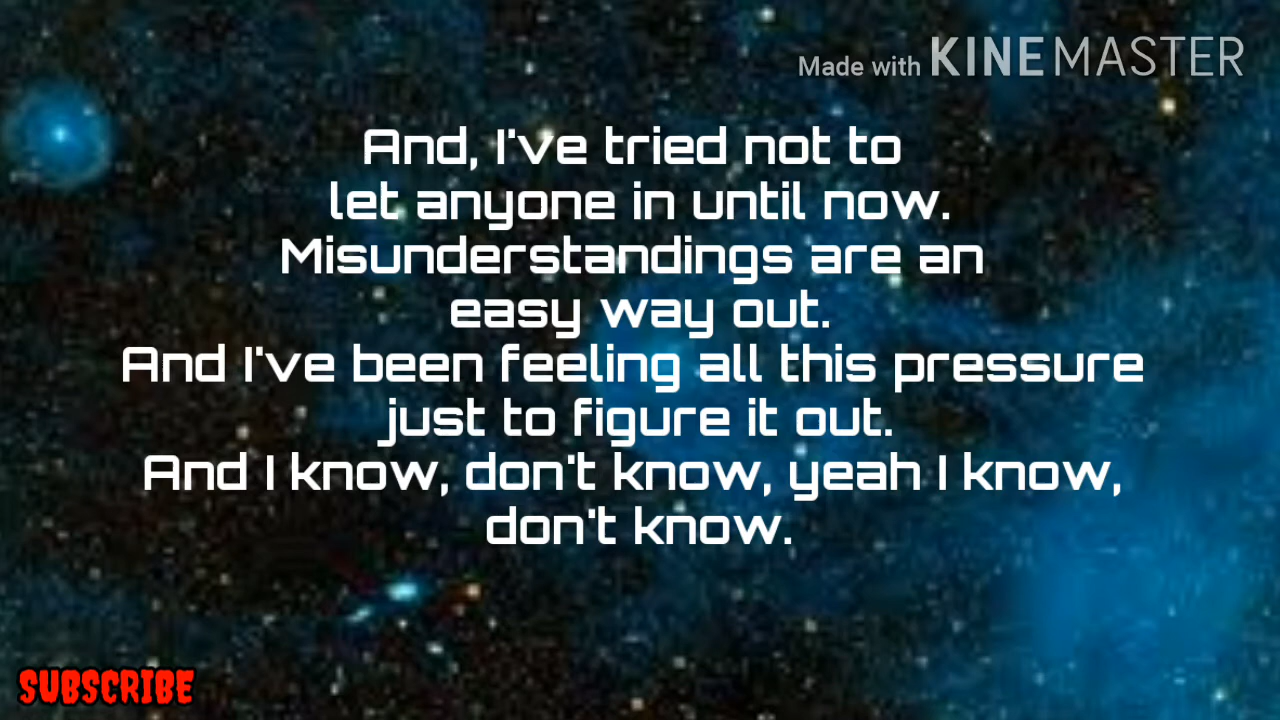 Made with KINEMASTER
And, I've tried not to
let anyone in until now.
Misunderstandings are an
easy way out.
And I've been feeling all this pressure
just to figure it out.
And I know, don't know, yeah I know,
don't know.
SUBSCRIBE